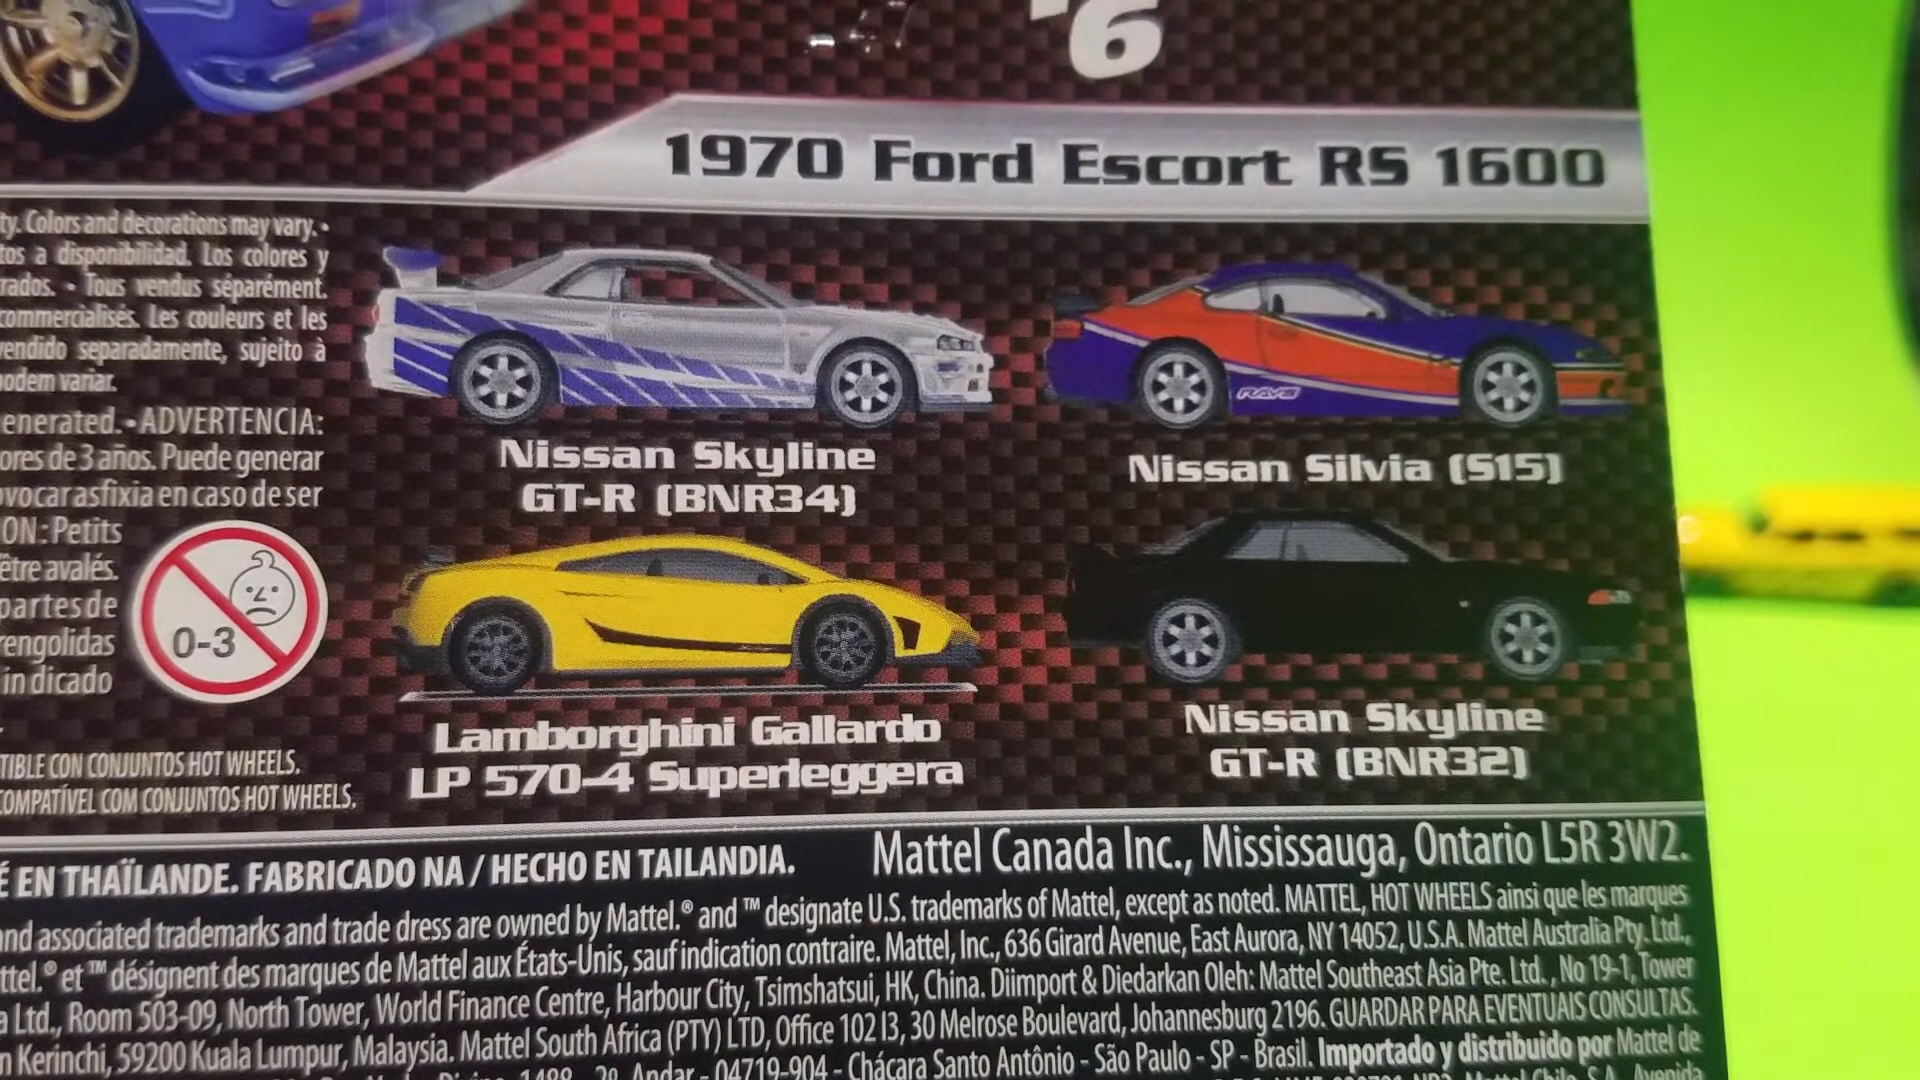 '6
1970 Ford Escort RS 1600
ty. Colors and decorations may vary. •
tos a disponibilidad. Los colores y
rados. • Tous vendus séparément.
commercialisés. Les couleurs et les
vendido separadamente, sujeito à
podem variar.
enerated. • ADVERTENCIA:
ores de 3 años. Puede generar
ovocar asfixia en caso de ser
ON: Petits
être avalés.
partes de
rengolidas
in dicado
0-3
TIBLE CON CONJUNTOS HOT WHEELS.
COMPATÍVEL COM CONJUNTOS HOT WHEELS.
Nissan Skyline
GT-R (BNR34)
RAYS
Nissan Silvia (S15)
Lamborghini Gallardo
LP 570-4 Superleggera
Nissan Skyline
GT-R (BNR32)
É EN THAÏLANDE. FABRICADO NA / HECHO EN TAILANDIA. Mattel Canada Inc., Mississauga, Ontario L5R 3W2.
and associated trademarks and trade dress are owned by Mattel.® and ™ designate U.S. trademarks of Mattel, except as noted. MATTEL, HOT WHEELS ainsi que les marques
ttel.® et ™ désignent des marques de Mattel aux États-Unis, sauf indication contraire. Mattel, Inc., 636 Girard Avenue, East Aurora, NY 14052, U.S.A. Mattel Australia Pty. Ltd.,
a Ltd., Room 503-09, North Tower, World Finance Centre, Harbour City, Tsimshatsui, HK, China. Diimport & Diedarkan Oleh: Mattel Southeast Asia Pte. Ltd., No 19-1, Tower
n Kerinchi, 59200 Kuala Lumpur, Malaysia. Mattel South Africa (PTY) LTD, Office 102 I3, 30 Melrose Boulevard, Johannesburg 2196. GUARDAR PARA EVENTUAIS CONSULTAS.
1488 - 2º Andar - 04719-904 - Chácara Santo Antônio - São Paulo - SP - Brasil. Importado y distribuido por Mattel de
Mattel Chile, S.A., Avenida